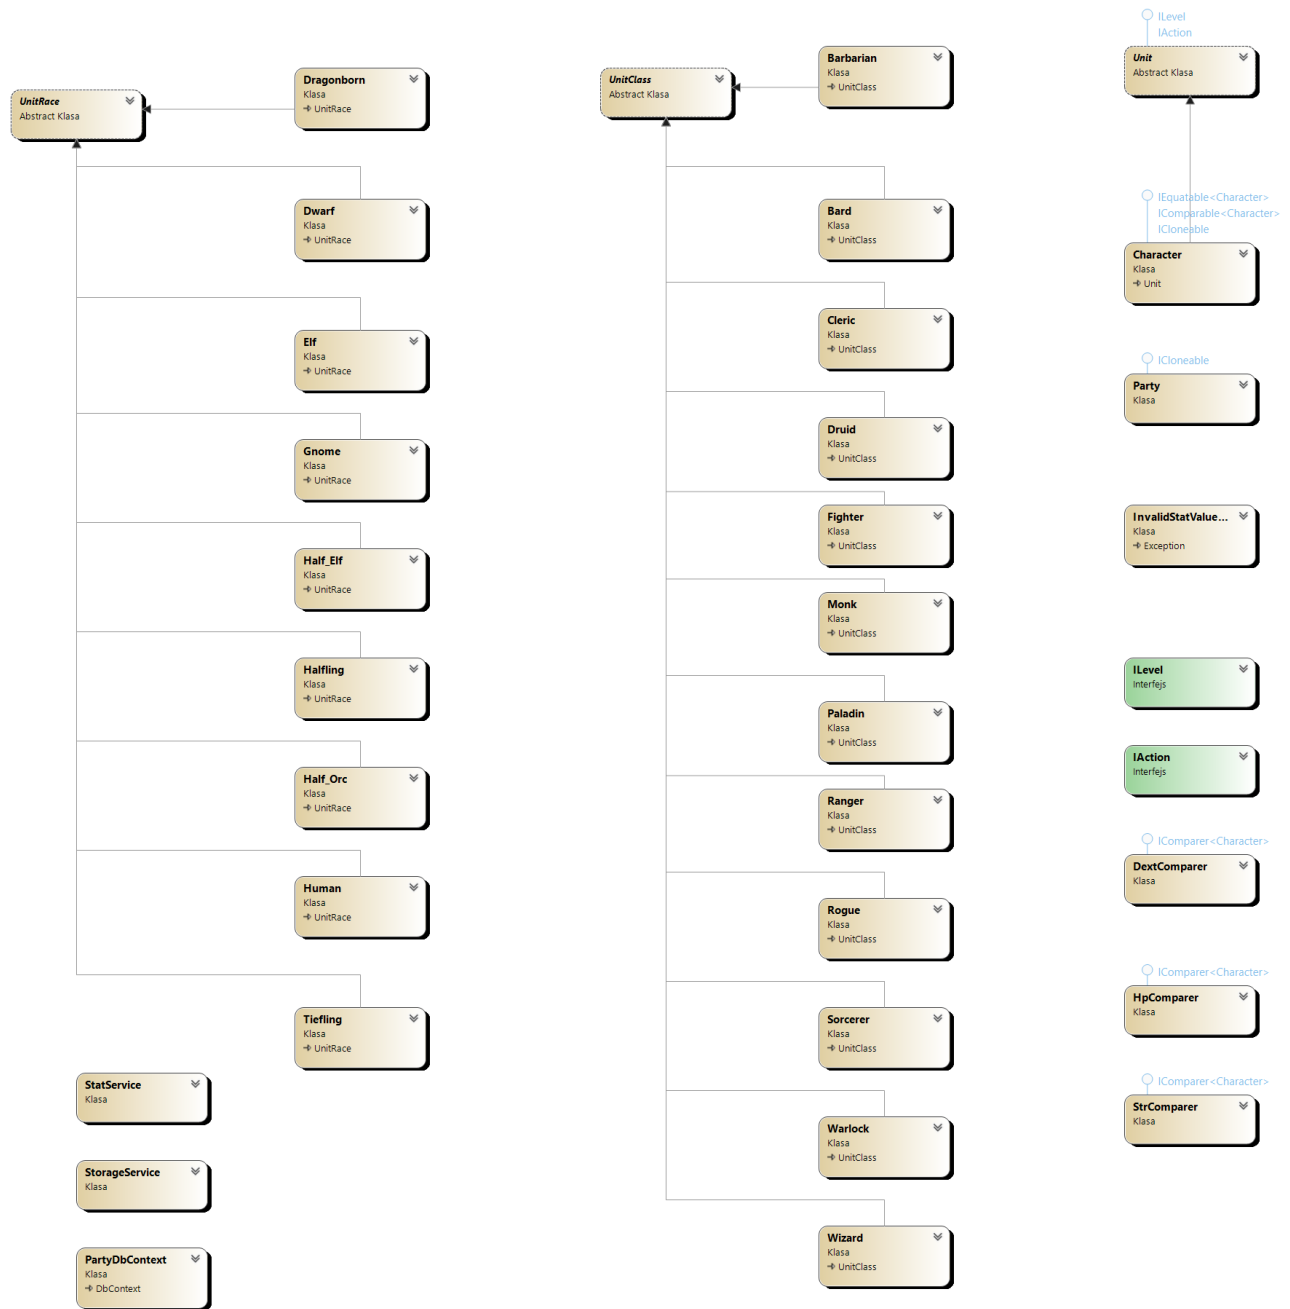 UnitRace
Abstract Klasa
Dragonborn
Klasa
UnitRace
Dwarf
Klasa
UnitRace
Elf
Klasa
UnitRace
Gnome
Klasa
UnitRace
Half_Elf
Klasa
UnitRace
Halfling
Klasa
UnitRace
Half_Orc
Klasa
UnitRace
Human
Klasa
UnitRace
Tiefling
Klasa
UnitRace
StatService
Klasa
StorageService
Klasa
PartyDbContext
Klasa
DbContext
UnitClass
Abstract Klasa
Barbarian
Klasa
UnitClass
Bard
Klasa
UnitClass
Cleric
Klasa
UnitClass
Druid
Klasa
UnitClass
Fighter
Klasa
UnitClass
Monk
Klasa
UnitClass
Paladin
Klasa
UnitClass
Ranger
Klasa
UnitClass
Rogue
Klasa
UnitClass
Sorcerer
Klasa
UnitClass
Warlock
Klasa
UnitClass
Wizard
Klasa
UnitClass
ILevel
IAction
Unit
Abstract Klasa
IEquatable<Character>
IComparable<Character>
ICloneable
Character
Klasa
Unit
ICloneable
Party
Klasa
InvalidStatValue...
Klasa
Exception
ILevel
Interfejs
IAction
Interfejs
IComparer<Character>
DextComparer
Klasa
IComparer<Character>
HpComparer
Klasa
IComparer<Character>
StrComparer
Klasa